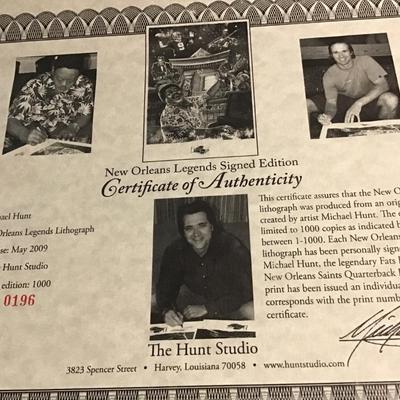 New Orleans Legends Signed Edition
Certificate of Authenticity
ael Hunt
Orleans Legends Lithograph
se: May 2009
Hunt Studio
edition: 1000
0196
This certificate assures that the New O
lithograph was produced from an orig
created by artist Michael Hunt. The e
limited to 1000 copies as indicated b
between 1-1000. Each New Orleans
lithograph has been personally sign
Michael Hunt, the legendary Fats
New Orleans Saints Quarterback
print has been issued an individua
corresponds with the print numb
certificate.
The Hunt Studio
3823 Spencer Street • Harvey, Louisiana 70058 • www.huntstudio.com